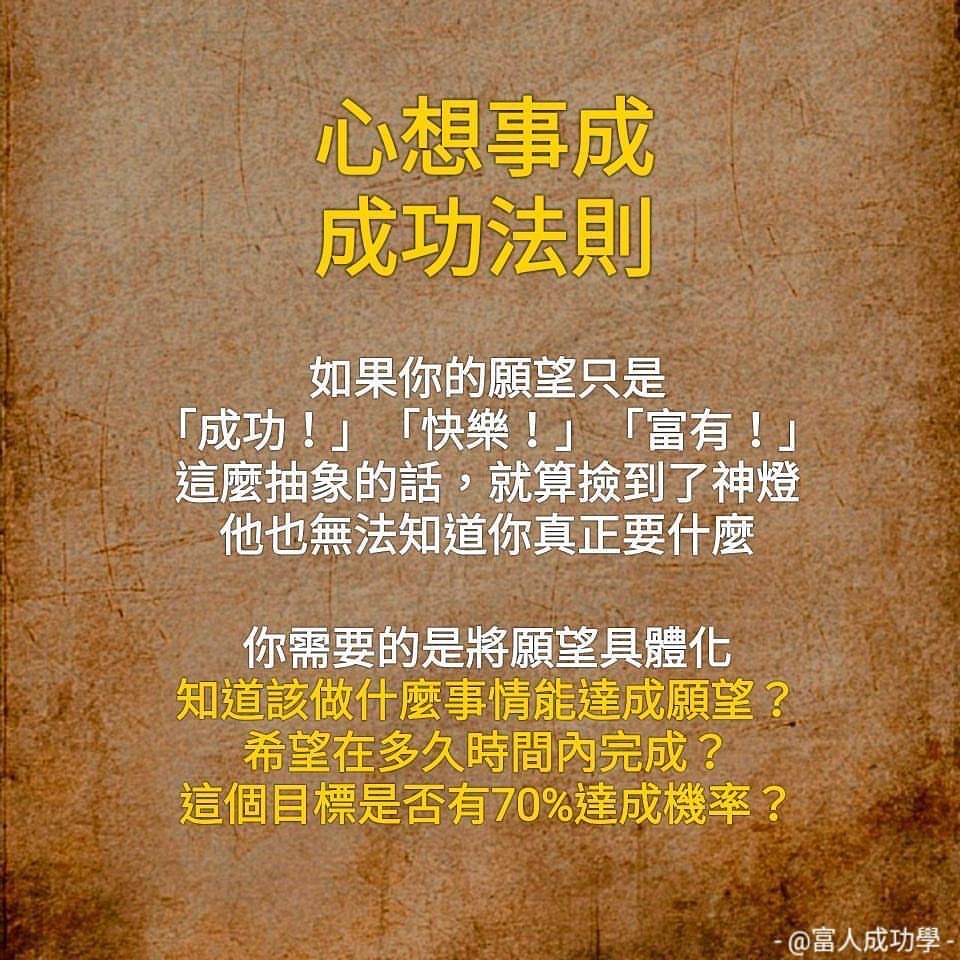 心想事成
成功法則
如果你的願望只是
「成功！」「快樂！」「富有！」
這麼抽象的話，就算撿到了神燈
他也無法知道你真正要什麼
你需要的是將願望具體化
知道該做什麼事情能達成願望？
希望在多久時間內完成？
這個目標是否有70%達成機率？
- @富人成功學 -